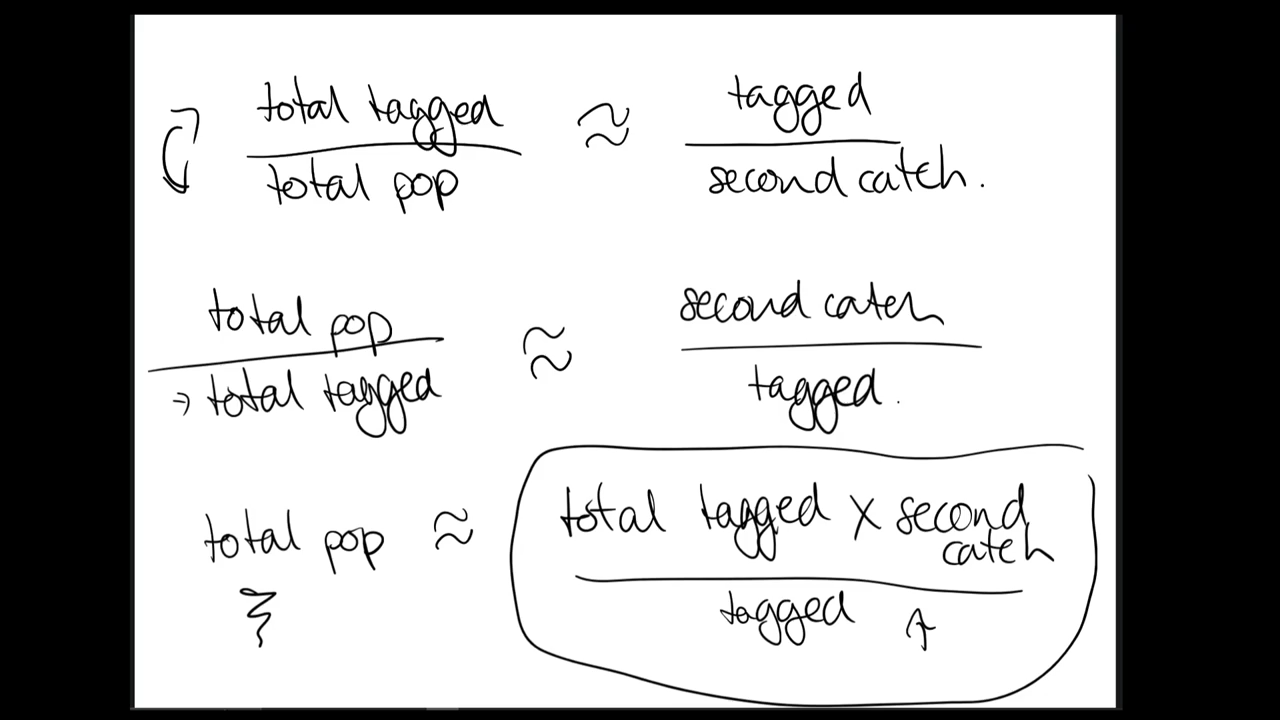 total tagged ≈ tagged
total pop second catch.
total pop ≈ second catch
→ total tagged tagged.
total pop ≈ total tagged x second
catch
tagged ↑